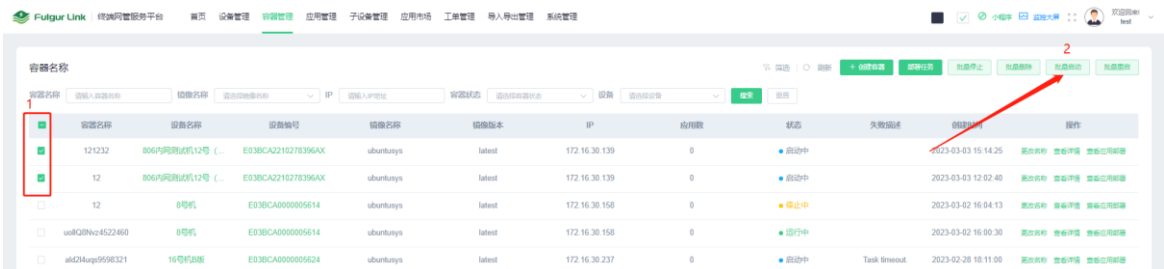 Fulgur Link 终端网管服务平台 首页 设备管理 容器管理 应用管理 子设备管理 应用市场 工单管理 导入导出管理 系统管理 小程序 监控大屏 欢迎回来! test
2
容器名称 筛选 刷新 + 创建容器 部署任务 批量停止 批量删除 批量启动 批量重启
容器名称 请输入容器名称 镜像名称 请选择镜像名称 IP 请输入IP地址 容器状态 请选择容器状态 设备 请选择设备 搜索 重置
1
容器名称 设备名称 设备编号 镜像名称 镜像版本 IP 应用数 状态 失败描述 创建时间 操作
121232 806内网测试机12号 (... E03BCA2210278396AX ubuntusys latest 172.16.30.139 0 启动中 2023-03-03 15:14:25 更改名称 查看详情 查看应用部署
12 806内网测试机12号 (... E03BCA2210278396AX ubuntusys latest 172.16.30.139 0 启动中 2023-03-03 12:02:40 更改名称 查看详情 查看应用部署
12 8号机 E03BCA0000005614 ubuntusys latest 172.16.30.158 0 停止中 2023-03-02 16:04:13 更改名称 查看详情 查看应用部署
8号机 E03BCA0000005614 ubuntusys latest 172.16.30.158 0 运行中 2023-03-02 16:00:30 更改名称 查看详情 查看应用部署
16号机B版 E03BCA0000005624 ubuntusys latest 172.16.30.237 0 启动中 Task timeout. 2023-02-28 18:11:00 更改名称 查看详情 查看应用部署